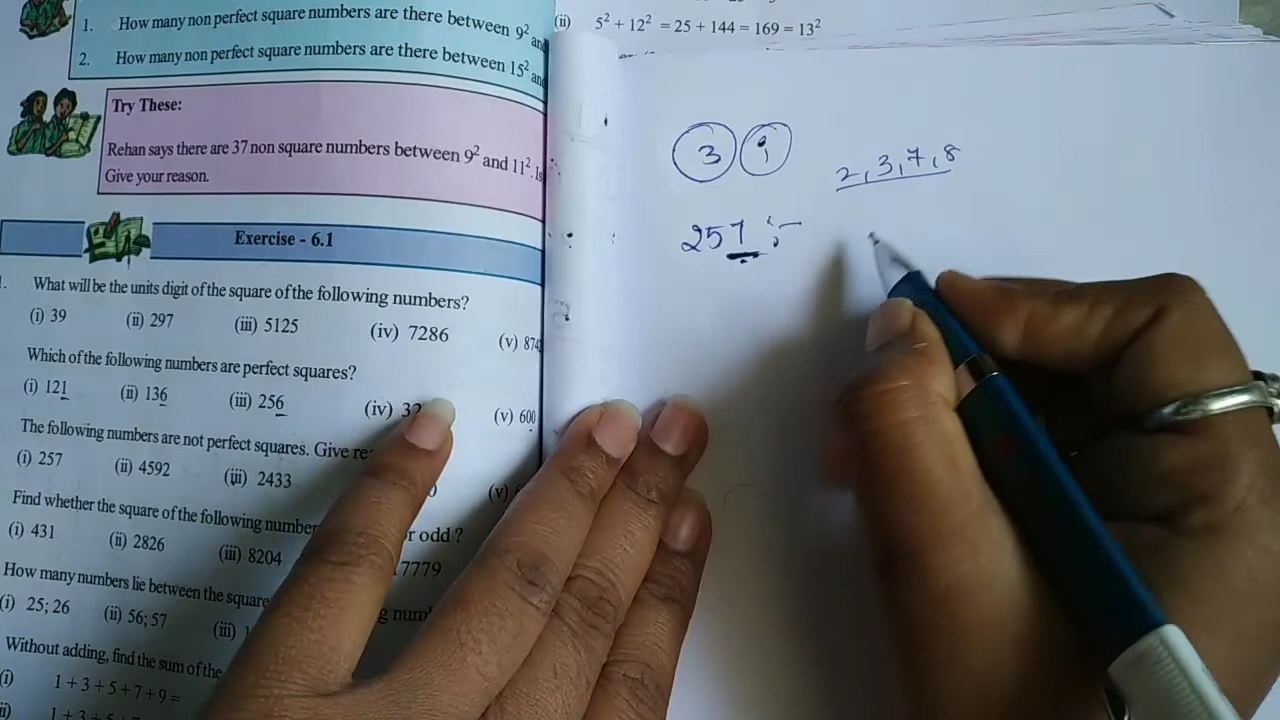 1. How many non perfect square numbers are there between 9²
2. How many non perfect square numbers are there between 15²
Try These:
Rehan says there are 37 non square numbers between 9² and 11².
Give your reason.
Exercise - 6.1
What will be the units digit of the square of the following numbers?
(i) 39 (ii) 297 (iii) 5125 (iv) 7286 (v) 874
Which of the following numbers are perfect squares?
(i) 121 (ii) 136 (iii) 256 (iv) 32 (v) 600
The following numbers are not perfect squares. Give
(i) 257 (ii) 4592 (iii) 2433 (v)
Find whether the square of the following number or odd ?
(i) 431 (ii) 2826 (iii) 8204 7779
How many numbers lie between the square
(i) 25; 26 (ii) 56; 57 (iii)
Without adding, find the sum of the
(i) 1 + 3 + 5 + 7 + 9 =
(ii) 5² + 12² = 25 + 144 = 169 = 13²
3
2, 3, 7, 8
257